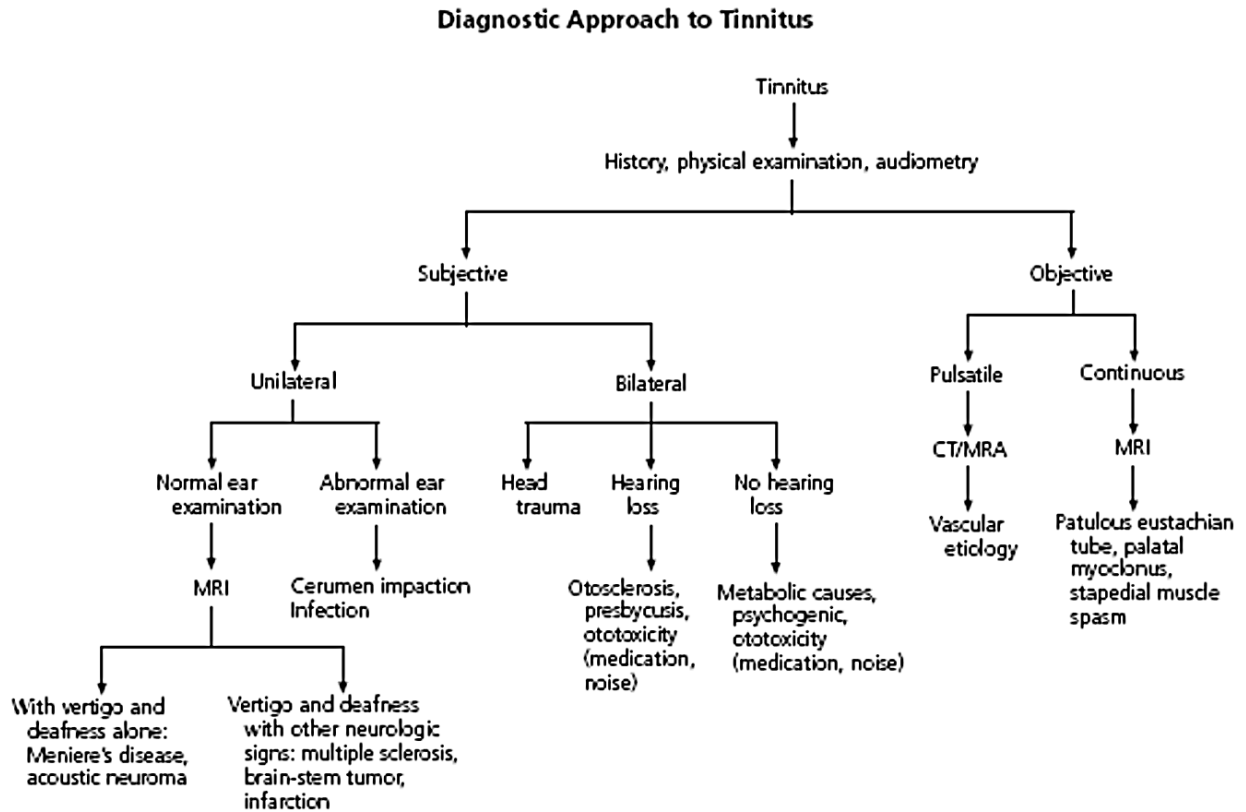 Diagnostic Approach to Tinnitus
Tinnitus
History, physical examination, audiometry
Subjective
Objective
Unilateral
Bilateral
Pulsatile
Continuous
Normal ear
examination
Abnormal ear
examination
Head
trauma
Hearing
loss
No hearing
loss
CT/MRA
MRI
MRI
Cerumen impaction
Infection
Otosclerosis,
presbycusis,
ototoxicity
(medication,
noise)
Metabolic causes,
psychogenic,
ototoxicity
(medication, noise)
Vascular
etiology
Patulous eustachian
tube, palatal
myoclonus,
stapedial muscle
spasm
With vertigo and
deafness alone:
Meniere's disease,
acoustic neuroma
Vertigo and deafness
with other neurologic
signs: multiple sclerosis,
brain-stem tumor,
infarction